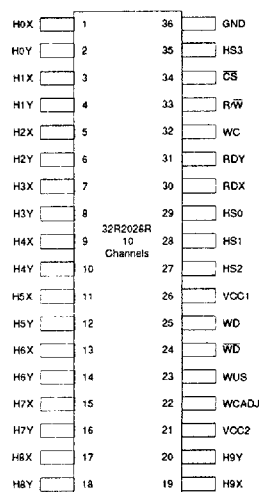 H0X 1 36 GND
H0Y 2 35 HS3
H1X 3 34 C̅S̅
H1Y 4 33 R/W̅
H2X 5 32 WC
H2Y 6 31 RDY
H3X 7 30 RDX
H3Y 8 29 HS0
32R2026R
H4X 9 10 28 HS1
Channels
H4Y 10 27 HS2
H5X 11 26 VCC1
H5Y 12 25 WD
H6X 13 24 W̅D̅
H6Y 14 23 WUS
H7X 15 22 WCADJ
H7Y 16 21 VCC2
H8X 17 20 H9Y
H8Y 18 19 H9X